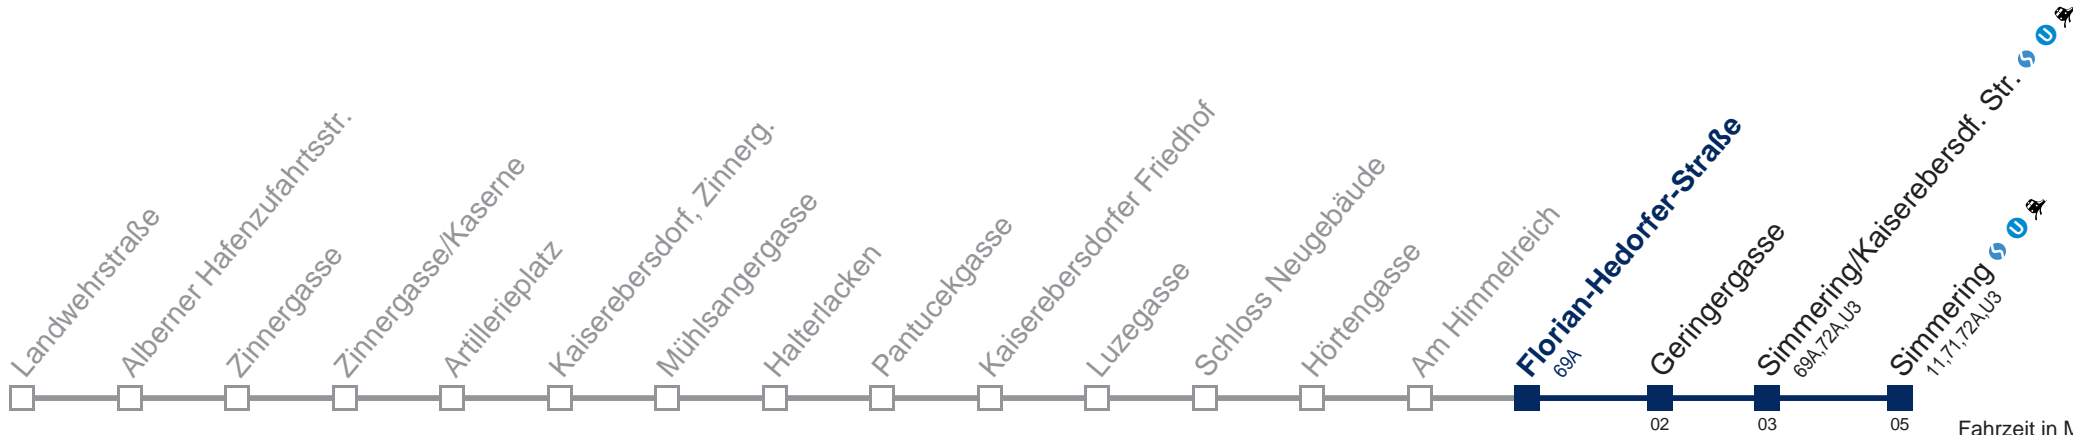 Landwehrstraße
Alberner Hafenzufahrtsstr.
Zinnergasse
Zinnergasse/Kaserne
Artillerieplatz
Kaiserebersdorf, Zinnerg.
Mühlsangergasse
Halterlacken
Pantucekgasse
Kaiserebersdorfer Friedhof
Luzegasse
Schloss Neugebäude
Hörtengasse
Am Himmelreich
Florian-Hedorfer-Straße
69A
Geringergasse
Simmering/Kaiserebersdf. Str. S U
69A,72A,U3
Simmering S U
11,71,72A,U3
02
03
05
Fahrzeit in M